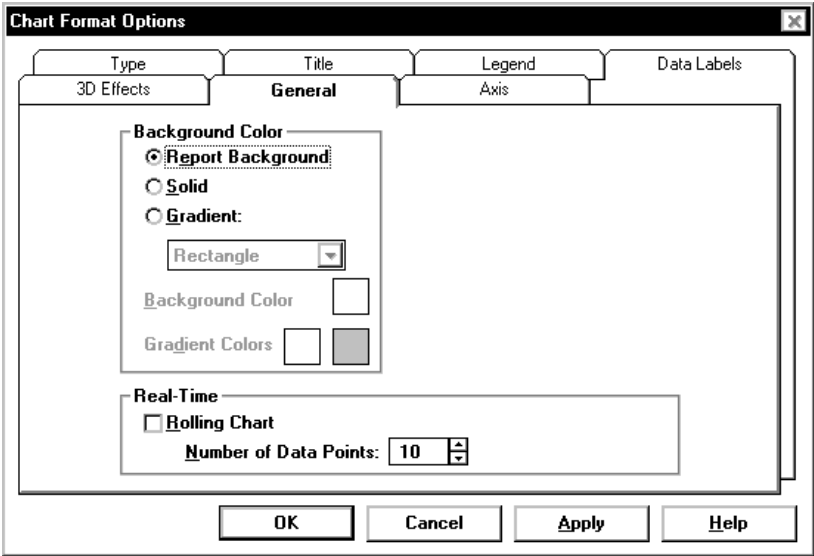 Chart Format Options
Type Title Legend Data Labels
3D Effects General Axis
Background Color
Report Background
Solid
Gradient:
Rectangle
Background Color
Gradient Colors
Real-Time
Rolling Chart
Number of Data Points: 10
OK Cancel Apply Help